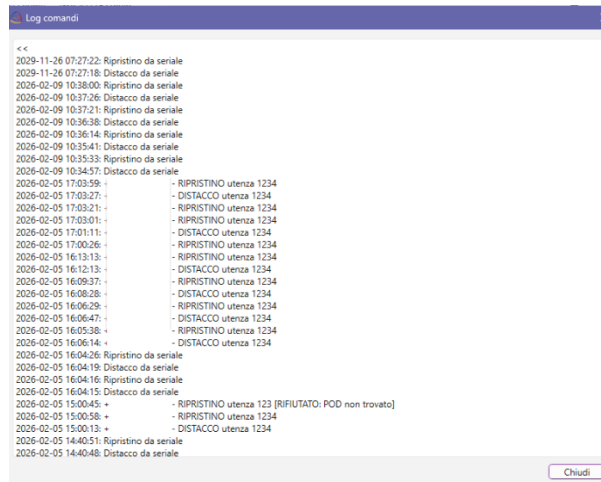 Log comandi
<<
2029-11-26 07:27:22: Ripristino da seriale
2029-11-26 07:27:18: Distacco da seriale
2026-02-09 10:38:00: Ripristino da seriale
2026-02-09 10:37:26: Distacco da seriale
2026-02-09 10:37:21: Ripristino da seriale
2026-02-09 10:36:38: Distacco da seriale
2026-02-09 10:36:14: Ripristino da seriale
2026-02-09 10:35:41: Distacco da seriale
2026-02-09 10:35:33: Ripristino da seriale
2026-02-09 10:34:57: Distacco da seriale
2026-02-05 17:03:59: - RIPRISTINO utenza 1234
2026-02-05 17:03:27: - DISTACCO utenza 1234
2026-02-05 17:03:21: - RIPRISTINO utenza 1234
2026-02-05 17:03:01: - RIPRISTINO utenza 1234
2026-02-05 17:01:11: - DISTACCO utenza 1234
2026-02-05 17:00:26: - RIPRISTINO utenza 1234
2026-02-05 16:13:13: - RIPRISTINO utenza 1234
2026-02-05 16:12:13: - DISTACCO utenza 1234
2026-02-05 16:09:37: - RIPRISTINO utenza 1234
2026-02-05 16:08:28: - DISTACCO utenza 1234
2026-02-05 16:06:29: - RIPRISTINO utenza 1234
2026-02-05 16:06:47: - DISTACCO utenza 1234
2026-02-05 16:05:38: - RIPRISTINO utenza 1234
2026-02-05 16:06:14: - DISTACCO utenza 1234
2026-02-05 16:04:26: Ripristino da seriale
2026-02-05 16:04:19: Distacco da seriale
2026-02-05 16:04:16: Ripristino da seriale
2026-02-05 16:04:15: Distacco da seriale
2026-02-05 15:00:45: + - RIPRISTINO utenza 123 [RIFIUTATO: POD non trovato]
2026-02-05 15:00:58: + - RIPRISTINO utenza 1234
2026-02-05 15:00:13: + - DISTACCO utenza 1234
2026-02-05 14:40:51: Ripristino da seriale
2026-02-05 14:40:48: Distacco da seriale
Chiudi